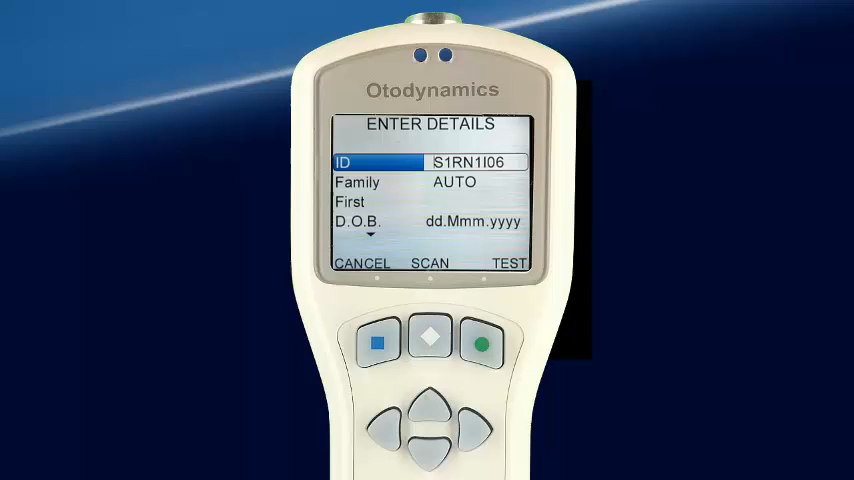 Otodynamics
ENTER DETAILS
ID S1RN1I06
Family AUTO
First
D.O.B. dd.Mmm.yyyy
CANCEL SCAN TEST